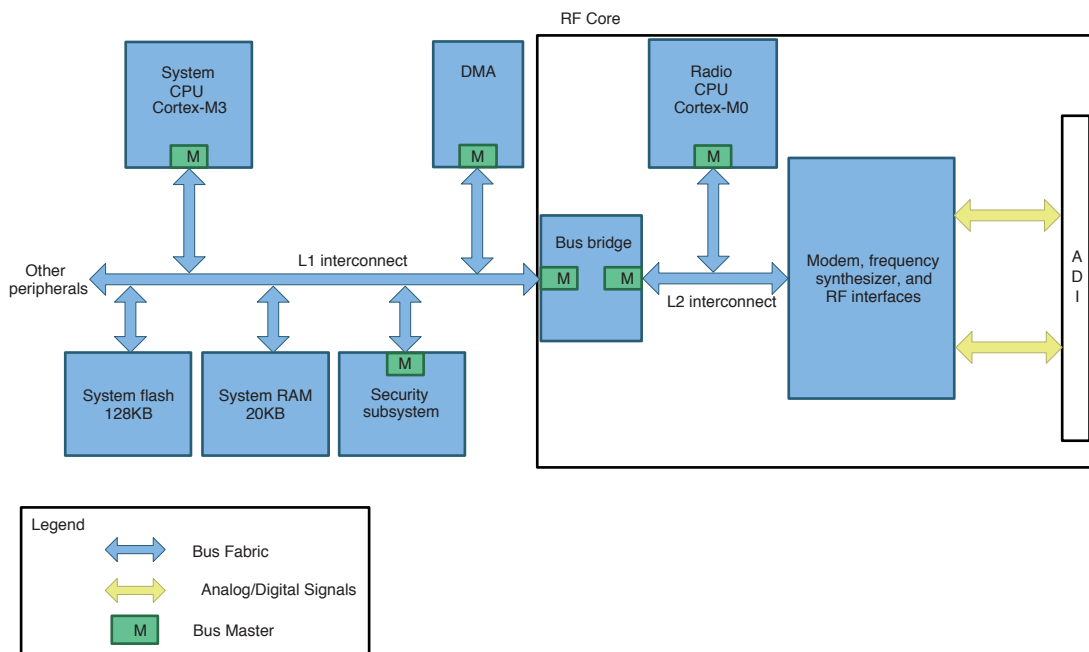 RF Core
System
CPU
Cortex-M3
M
DMA
M
Radio
CPU
Cortex-M0
M
Bus bridge
M
M
Modem, frequency
synthesizer, and
RF interfaces
A
D
I
Other
peripherals
L1 interconnect
L2 interconnect
System flash
128KB
System RAM
20KB
M
Security
subsystem
Legend
Bus Fabric
Analog/Digital Signals
M
Bus Master